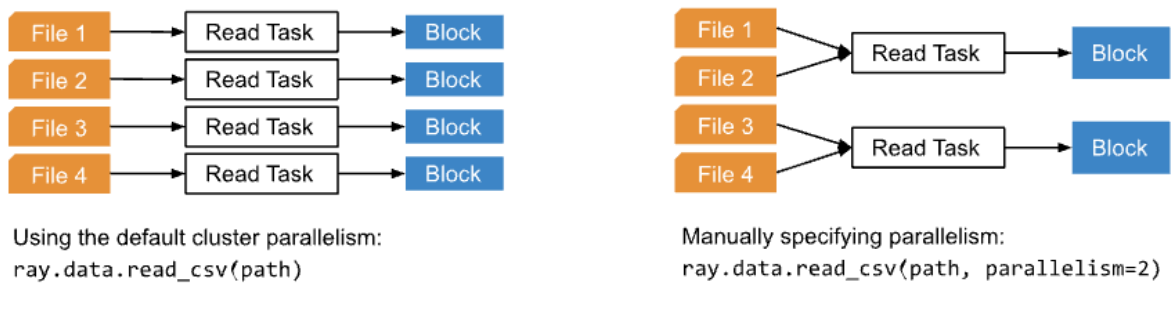 File 1 Read Task Block
File 2 Read Task Block
File 3 Read Task Block
File 4 Read Task Block
Using the default cluster parallelism:
ray.data.read_csv(path)
File 1
Read Task Block
File 2
File 3
Read Task Block
File 4
Manually specifying parallelism:
ray.data.read_csv(path, parallelism=2)